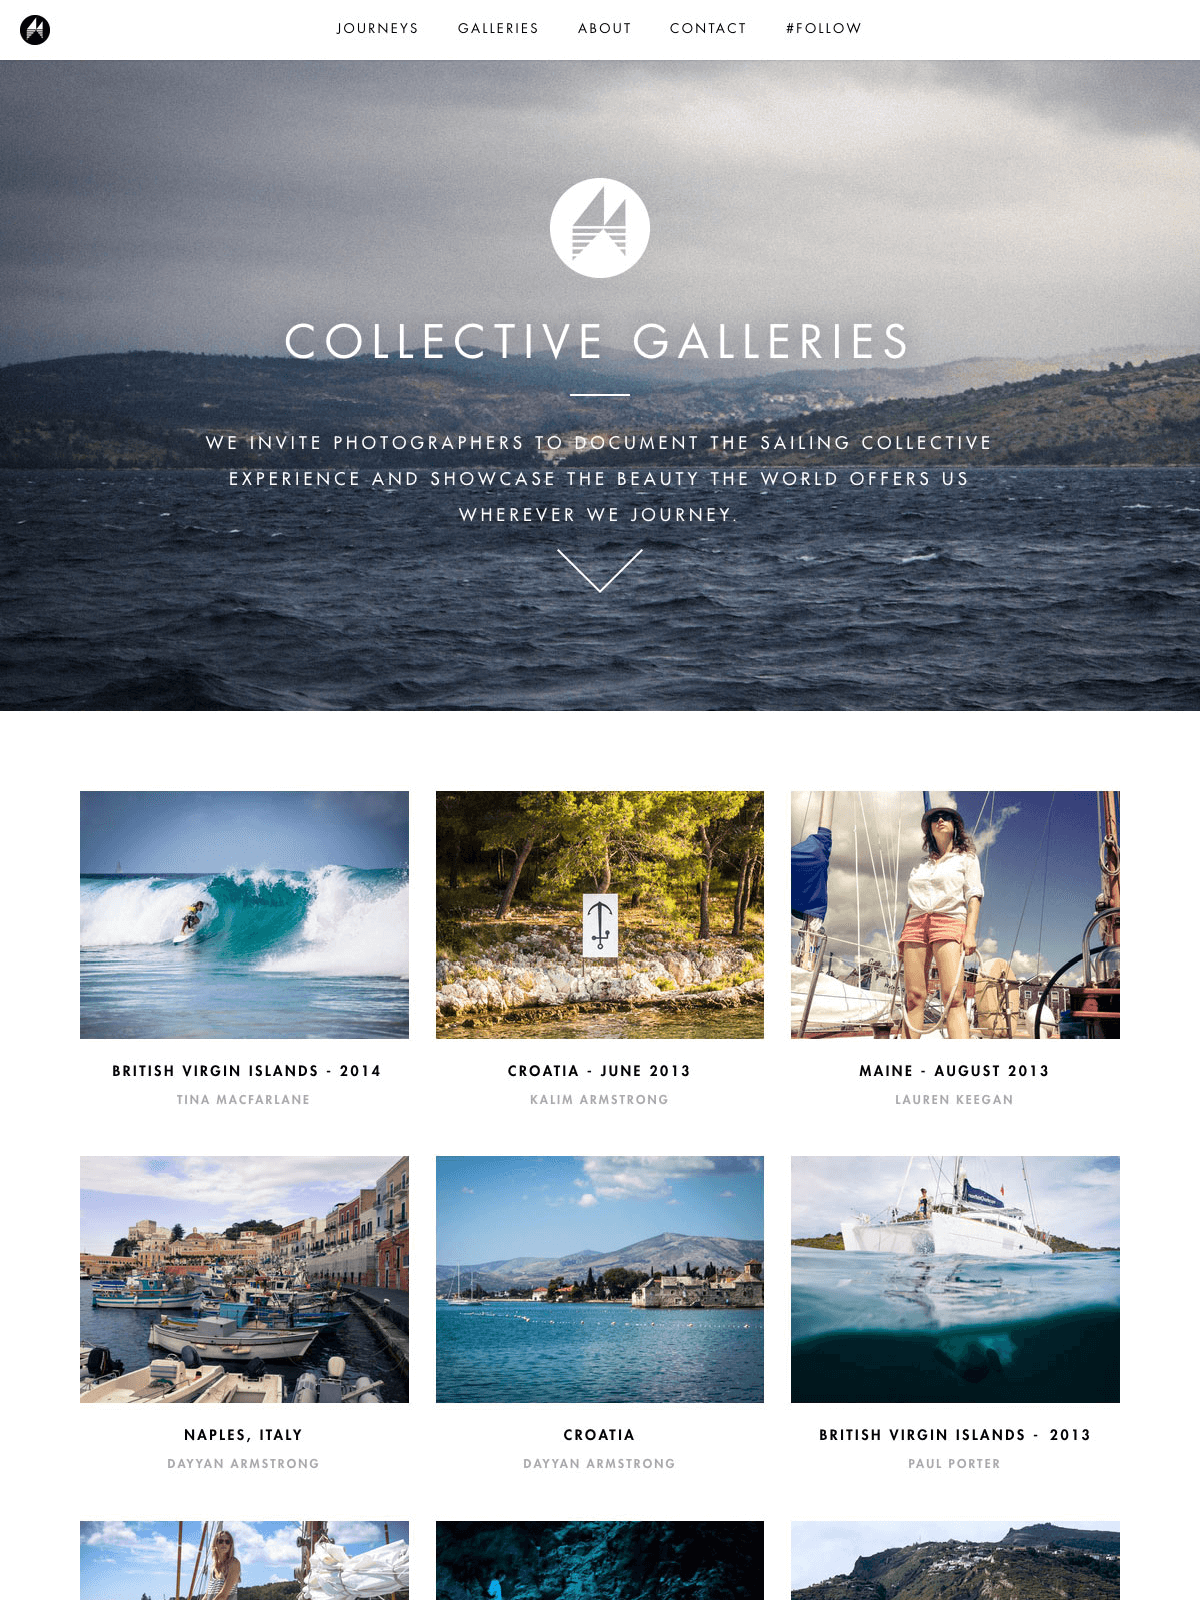 JOURNEYS GALLERIES ABOUT CONTACT #FOLLOW
COLLECTIVE GALLERIES
WE INVITE PHOTOGRAPHERS TO DOCUMENT THE SAILING COLLECTIVE
EXPERIENCE AND SHOWCASE THE BEAUTY THE WORLD OFFERS US
WHEREVER WE JOURNEY.
BRITISH VIRGIN ISLANDS - 2014
TINA MACFARLANE
CROATIA - JUNE 2013
KALIM ARMSTRONG
MAINE - AUGUST 2013
LAUREN KEEGAN
NAPLES, ITALY
DAYYAN ARMSTRONG
CROATIA
DAYYAN ARMSTRONG
BRITISH VIRGIN ISLANDS - 2013
PAUL PORTER